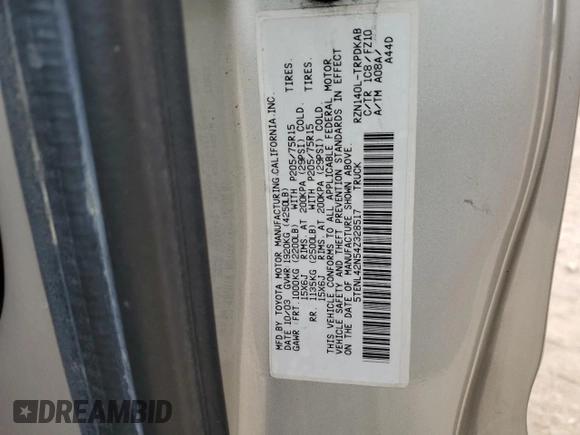 MFD BY TOYOTA MOTOR MANUFACTURING CALIFORNIA, INC.
DATE 10/03 GVWR 1920KG (4250LB)
GAWR: FRT. 1000KG (2200LB) WITH P205/75R15 TIRES.
15X6J RIMS. AT 200KPA (29PSI) COLD.
RR. 1135KG (2500LB) WITH P205/75R15 TIRES.
15X6J RIMS. AT 200KPA (29PSI) COLD.
THIS VEHICLE CONFORMS TO ALL APPLICABLE FEDERAL MOTOR
VEHICLE SAFETY AND THEFT PREVENTION STANDARDS IN EFFECT
ON THE DATE OF MANUFACTURE SHOWN ABOVE.
5TENL42N54Z328517 TRUCK
RZN140L-TRPDKAB
C/TR 1C8 / FZ10
A/TM A08A/
A44D
DREAMBID